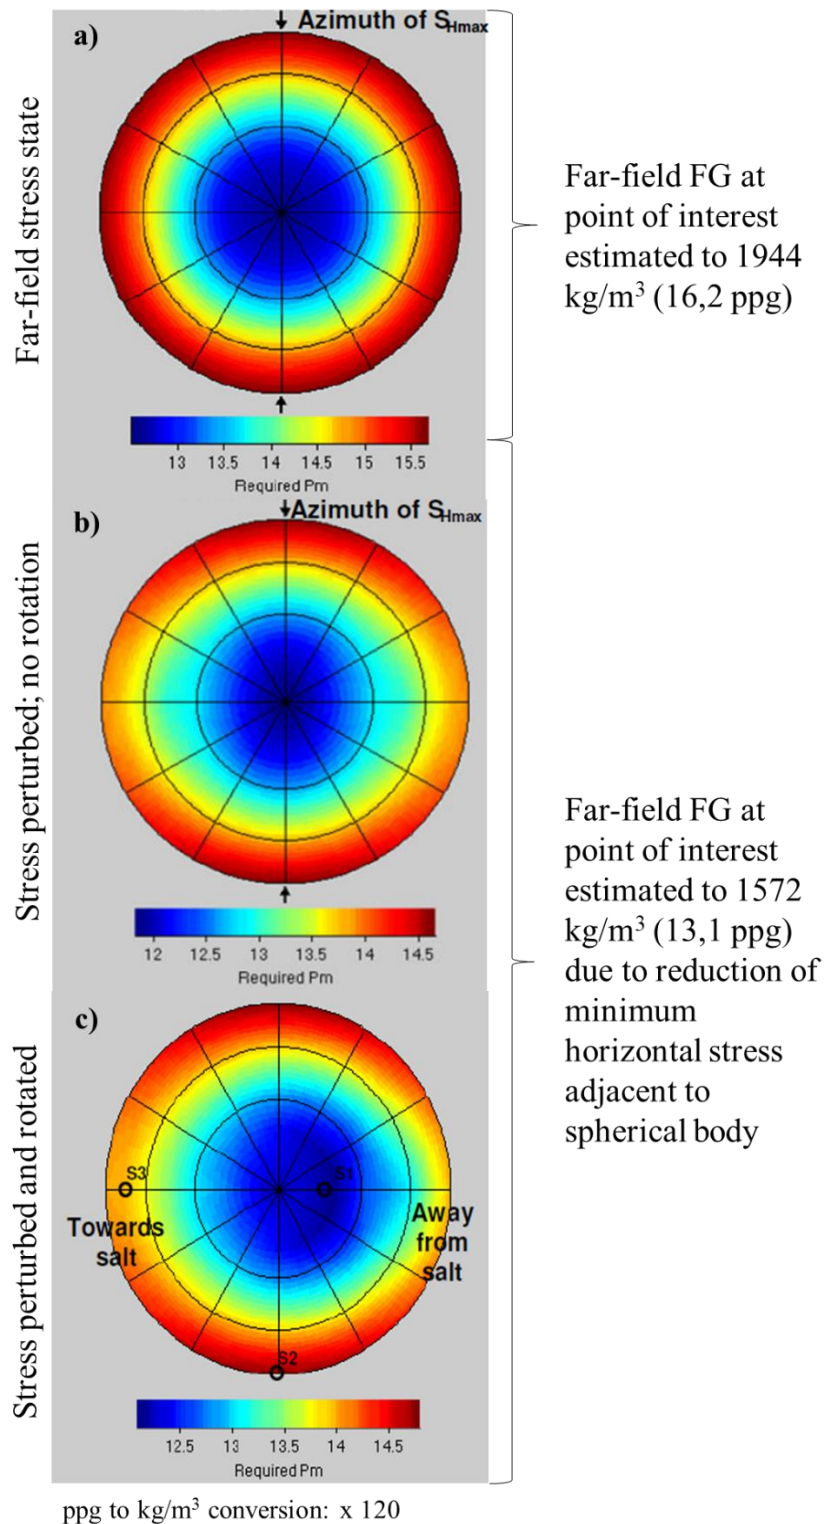 a)
Azimuth of SHmax
Far-field stress state
13 13.5 14 14.5 15 15.5
Required Pm
Far-field FG at
point of interest
estimated to 1944
kg/m³ (16,2 ppg)
b)
Azimuth of SHmax
Stress perturbed; no rotation
12 12.5 13 13.5 14 14.5
Required Pm
Far-field FG at
point of interest
estimated to 1572
kg/m³ (13,1 ppg)
due to reduction of
minimum
horizontal stress
adjacent to
spherical body
c)
Stress perturbed and rotated
S3
S1
Towards
salt
Away
from
salt
S2
12.5 13 13.5 14 14.5
Required Pm
ppg to kg/m³ conversion: x 120